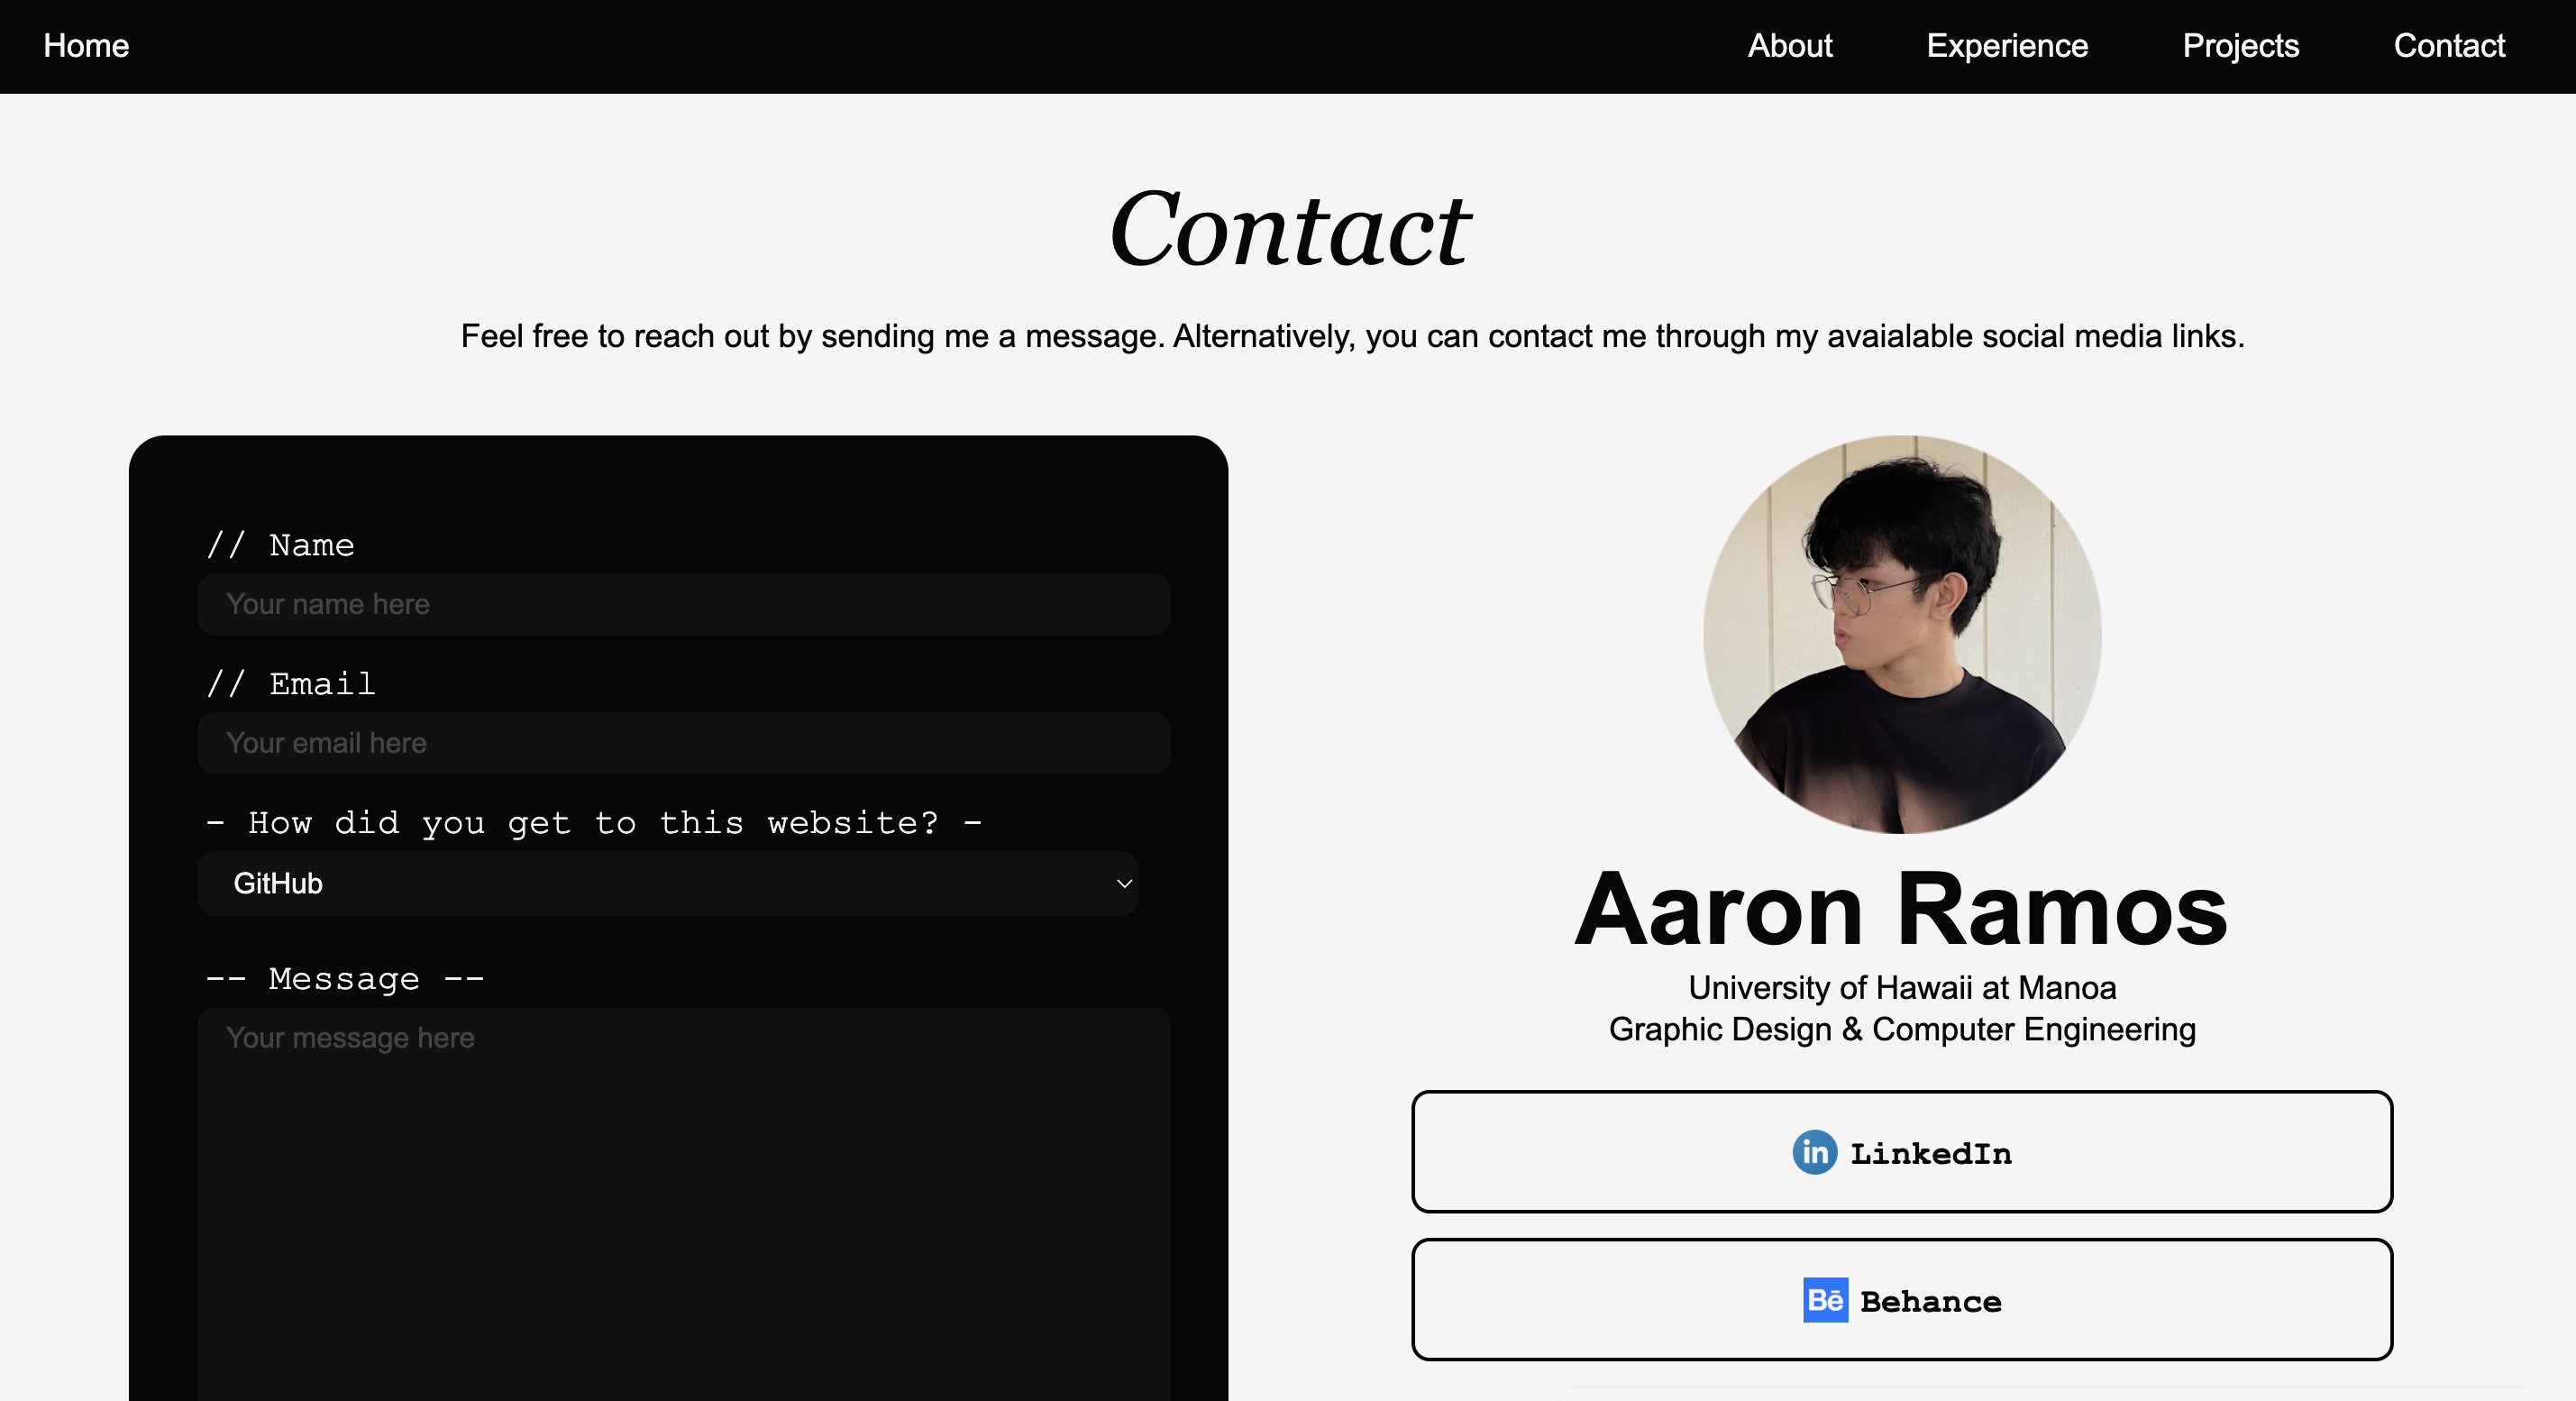 Home
About Experience Projects Contact
Contact
Feel free to reach out by sending me a message. Alternatively, you can contact me through my avaialable social media links.
// Name
Your name here
// Email
Your email here
- How did you get to this website? -
GitHub
-- Message --
Your message here
Aaron Ramos
University of Hawaii at Manoa
Graphic Design & Computer Engineering
in LinkedIn
Bē Behance